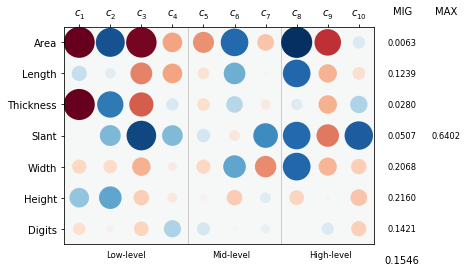 c1 c2 c3 c4 c5 c6 c7 c8 c9 c10 MIG MAX
Area 0.0063
Length 0.1239
Thickness 0.0280
Slant 0.0507 0.6402
Width 0.2068
Height 0.2160
Digits 0.1421
Low-level Mid-level High-level
0.1546